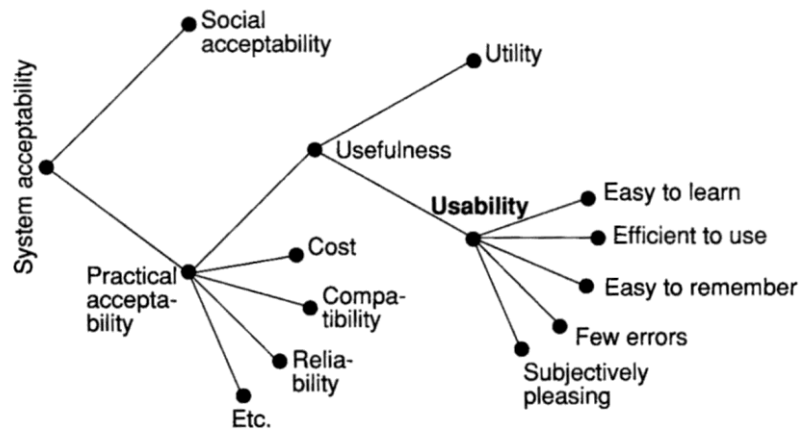 System acceptability
Social
acceptability
Practical
accepta-
bility
Usefulness
Cost
Compa-
tibility
Relia-
bility
Etc.
Utility
Usability
Easy to learn
Efficient to use
Easy to remember
Few errors
Subjectively
pleasing